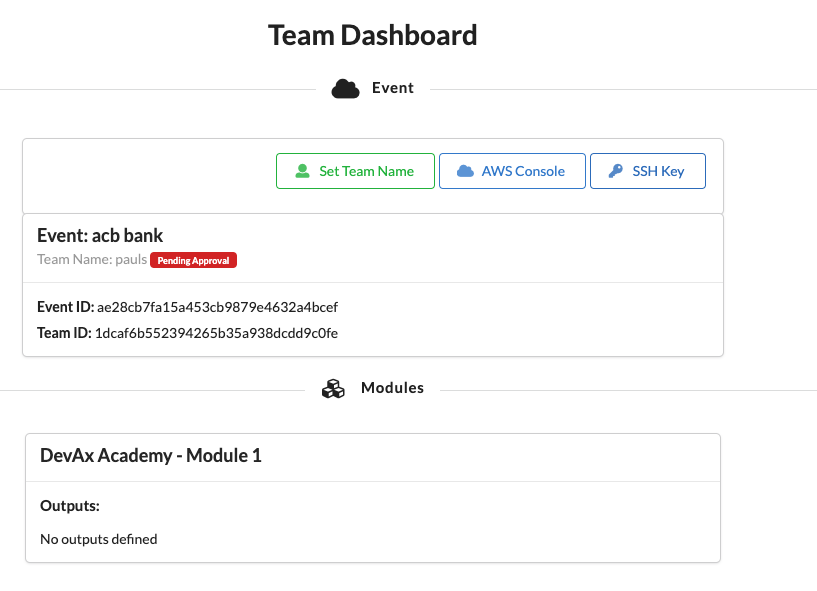 Team Dashboard
Event
Set Team Name AWS Console SSH Key
Event: acb bank
Team Name: pauls Pending Approval
Event ID: ae28cb7fa15a453cb9879e4632a4bcef
Team ID: 1dcaf6b552394265b35a938dcdd9c0fe
Modules
DevAx Academy - Module 1
Outputs:
No outputs defined